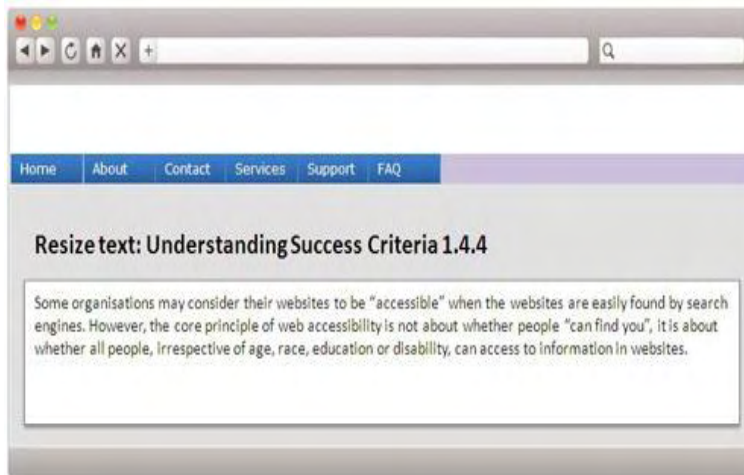 Home About Contact Services Support FAQ
Resize text: Understanding Success Criteria 1.4.4
Some organisations may consider their websites to be “accessible” when the websites are easily found by search
engines. However, the core principle of web accessibility is not about whether people “can find you”, it is about
whether all people, irrespective of age, race, education or disability, can access to information in websites.